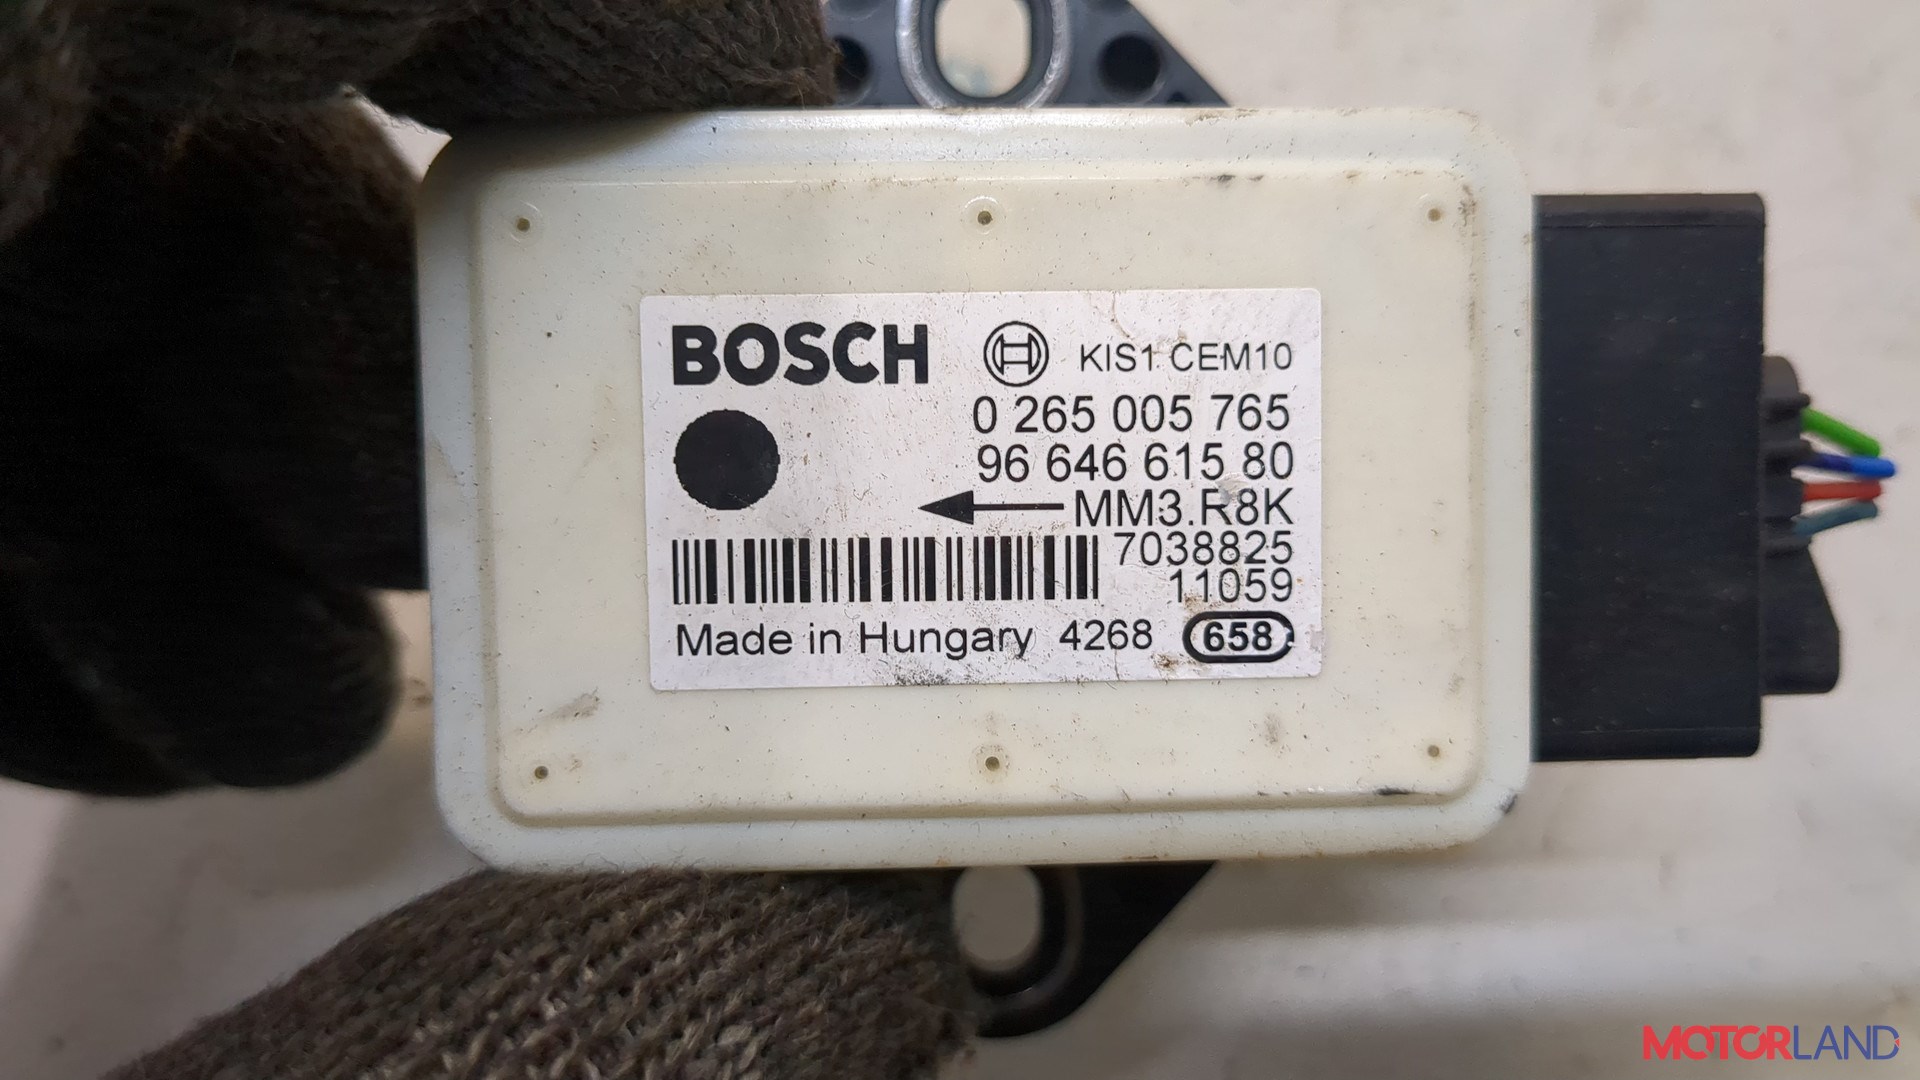 BOSCH KIS1 CEM10
0 265 005 765
96 646 615 80
MM3.R8K
7038825
11059
Made in Hungary 4268 658
MOTORLAND